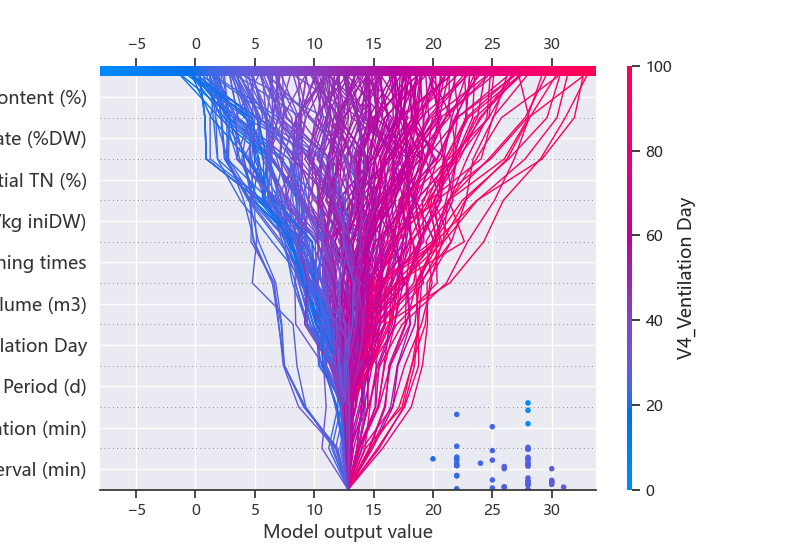 −5 0 5 10 15 20 25 30
ontent (%)
ate (%DW)
tial TN (%)
/kg iniDW)
ning times
lume (m3)
lation Day
Period (d)
ation (min)
erval (min)
−5 0 5 10 15 20 25 30
Model output value
100
80
60
40
20
0
V4_Ventilation Day